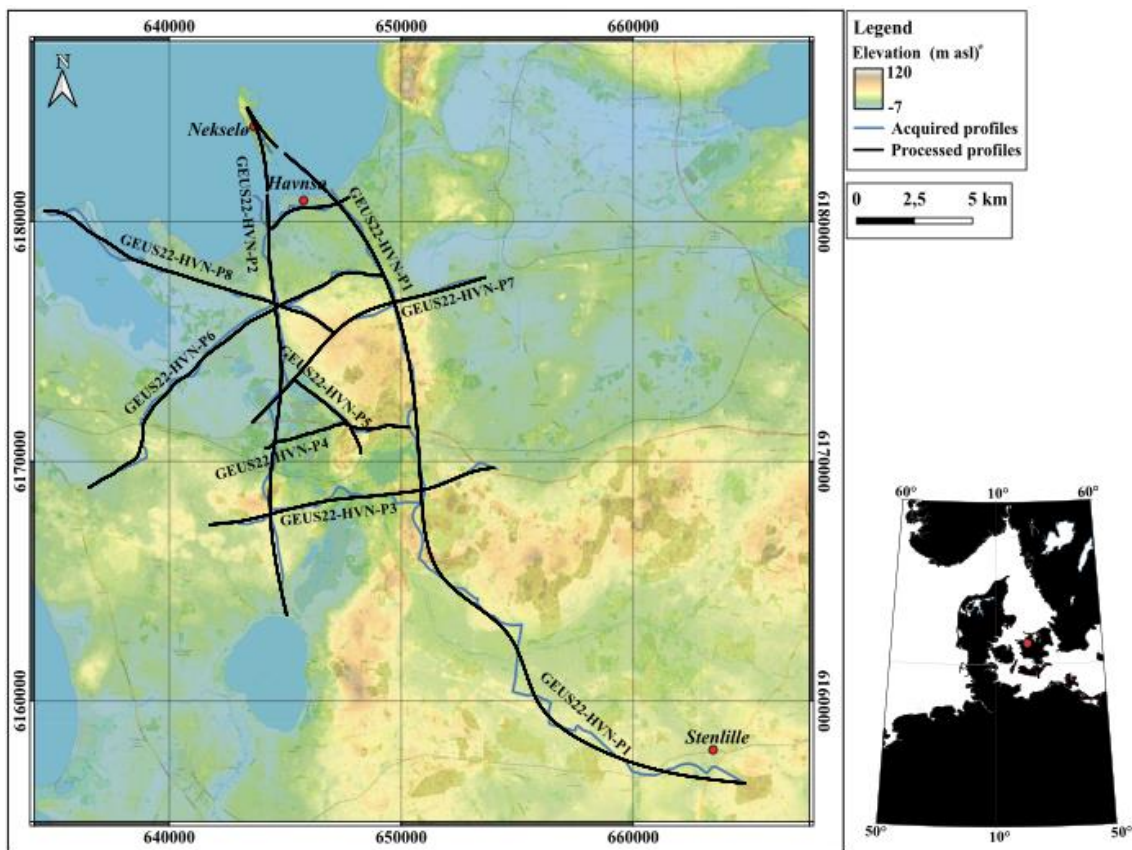 640000 650000 660000
N
Nekselø
Havnsø
GEUS22-HVN-P2
GEUS22-HVN-P1
GEUS22-HVN-P8
GEUS22-HVN-P7
GEUS22-HVN-P6
GEUS22-HVN-P5
GEUS22-HVN-P4
GEUS22-HVN-P3
GEUS22-HVN-P1
Stenlille
6180000 6180000
6170000 6170000
6160000 6160000
640000 650000 660000
Legend
Elevation (m asl)
120
-7
Acquired profiles
Processed profiles
0 2,5 5 km
60° 10° 60°
50° 10° 50°